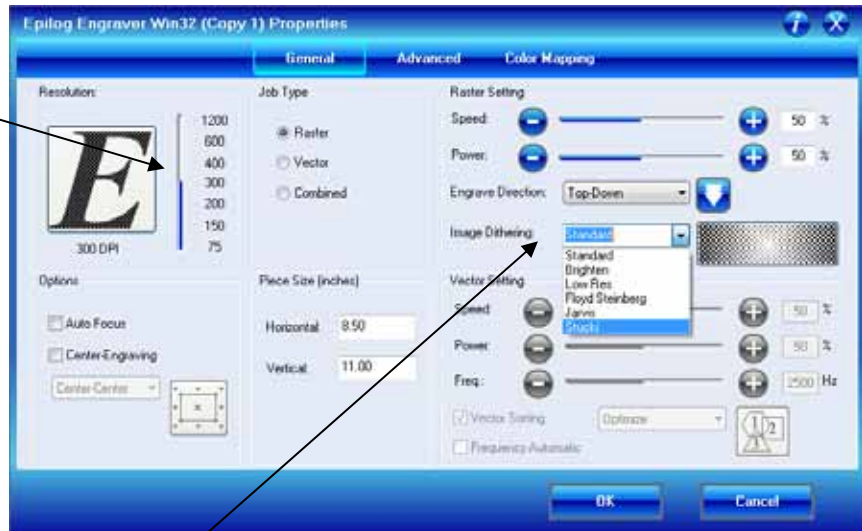 Epilog Engraver Win32 (Copy 1) Properties
General Advanced Color Mapping
Resolution:
1200
600
400
300
200
150
75
300 DPI
Job Type
Raster
Vector
Combined
Raster Setting
Speed: 50 %
Power: 50 %
Engrave Direction: Top-Down
Image Dithering: Standard
Standard
Brighten
Low Res
Floyd Steinberg
Jarvis
Stucki
Options
Auto Focus
Center-Engraving
Center-Center
Piece Size (inches)
Horizontal: 8.50
Vertical: 11.00
Vector Setting
Speed 50 %
Power 50 %
Freq.: 2500 Hz
Vector Sorting Optimize
Frequency Automatic
1 2
OK Cancel